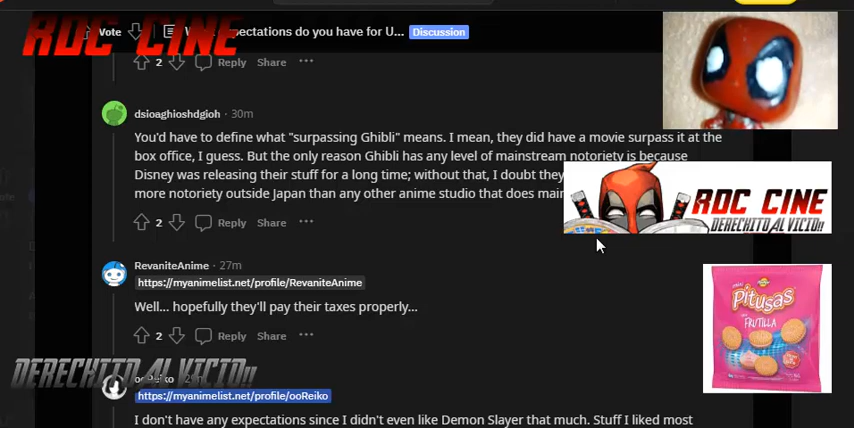 RDC CINE
Vote
expectations do you have for U... Discussion
2 Reply Share ...
dsioaghioshdgioh · 30m
You'd have to define what "surpassing Ghibli" means. I mean, they did have a movie surpass it at the
box office, I guess. But the only reason Ghibli has any level of mainstream notoriety is because
Disney was releasing their stuff for a long time; without that, I doubt they
more notoriety outside Japan than any other anime studio that does
2 Reply Share ...
RDC CINE
DERECHITO AL VICIO!!
RevaniteAnime · 27m
https://myanimelist.net/profile/RevaniteAnime
Well... hopefully they'll pay their taxes properly...
2 Reply Share ...
Pitusas
FRUTILLA
DERECHITO AL VICIO!!
ooReiko
https://myanimelist.net/profile/ooReiko
I don't have any expectations since I didn't even like Demon Slayer that much. Stuff I liked most